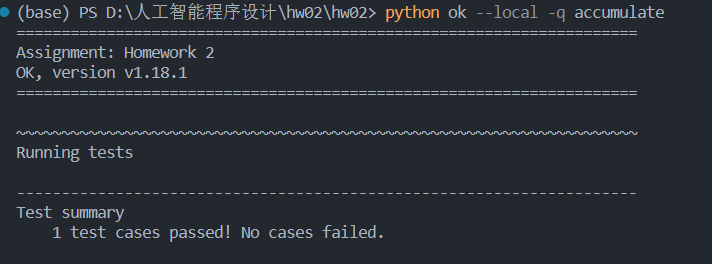 (base) PS D:\人工智能程序设计\hw02\hw02> python ok --local -q accumulate
=====================================================================
Assignment: Homework 2
OK, version v1.18.1
=====================================================================
~~~~~~~~~~~~~~~~~~~~~~~~~~~~~~~~~~~~~~~~~~~~~~~~~~~~~~~~~~~~~~~~~~~~~
Running tests
---------------------------------------------------------------------
Test summary
    1 test cases passed! No cases failed.